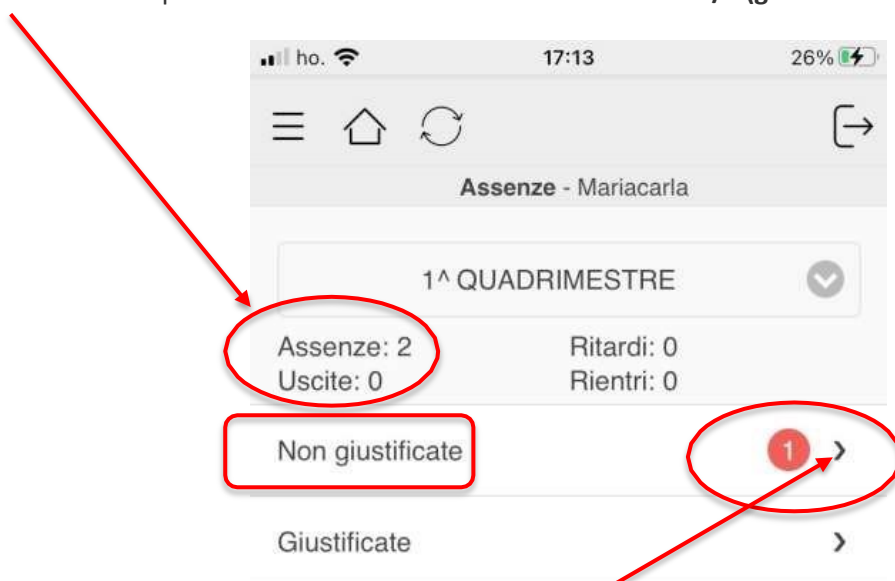 ho. 17:13 26%
Assenze - Mariacarla
1^ QUADRIMESTRE
Assenze: 2 Ritardi: 0
Uscite: 0 Rientri: 0
Non giustificate 1
Giustificate